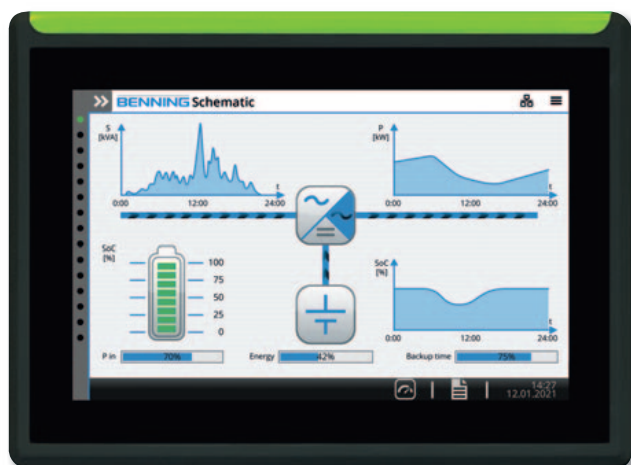 BENNING Schematic
S
[kVA]
t
0:00 12:00 24:00
P
[kW]
t
0:00 12:00 24:00
SoC
[%]
100
75
50
25
0
SoC
[%]
t
0:00 12:00 24:00
P in 70% Energy 42% Backup time 75%
14:27
12.01.2021